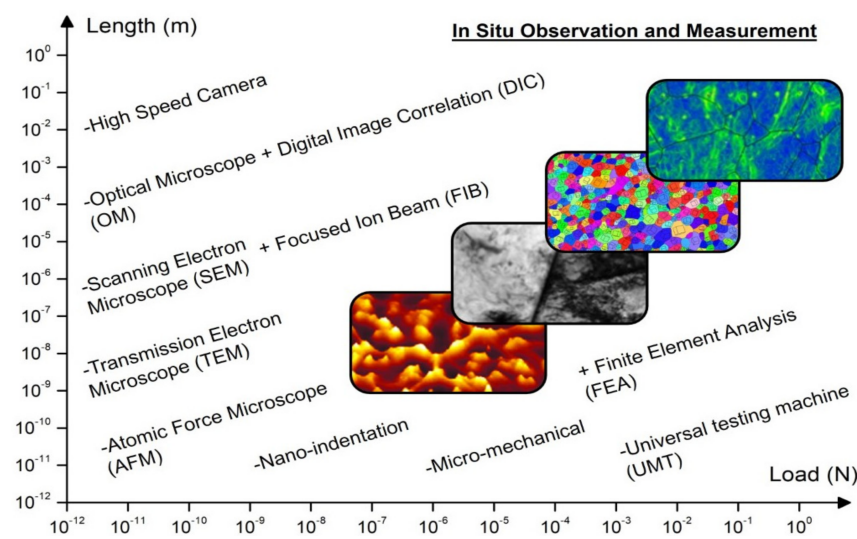 Length (m)
In Situ Observation and Measurement
10⁰
10⁻¹
10⁻²
10⁻³
10⁻⁴
10⁻⁵
10⁻⁶
10⁻⁷
10⁻⁸
10⁻⁹
10⁻¹⁰
10⁻¹¹
10⁻¹²
-High Speed Camera
-Optical Microscope + Digital Image Correlation (DIC)
(OM)
-Scanning Electron
Microscope (SEM)
+ Focused Ion Beam (FIB)
-Transmission Electron
Microscope (TEM)
-Atomic Force Microscope
(AFM)
-Nano-indentation
-Micro-mechanical
+ Finite Element Analysis
(FEA)
-Universal testing machine
(UMT)
Load (N)
10⁻¹² 10⁻¹¹ 10⁻¹⁰ 10⁻⁹ 10⁻⁸ 10⁻⁷ 10⁻⁶ 10⁻⁵ 10⁻⁴ 10⁻³ 10⁻² 10⁻¹ 10⁰